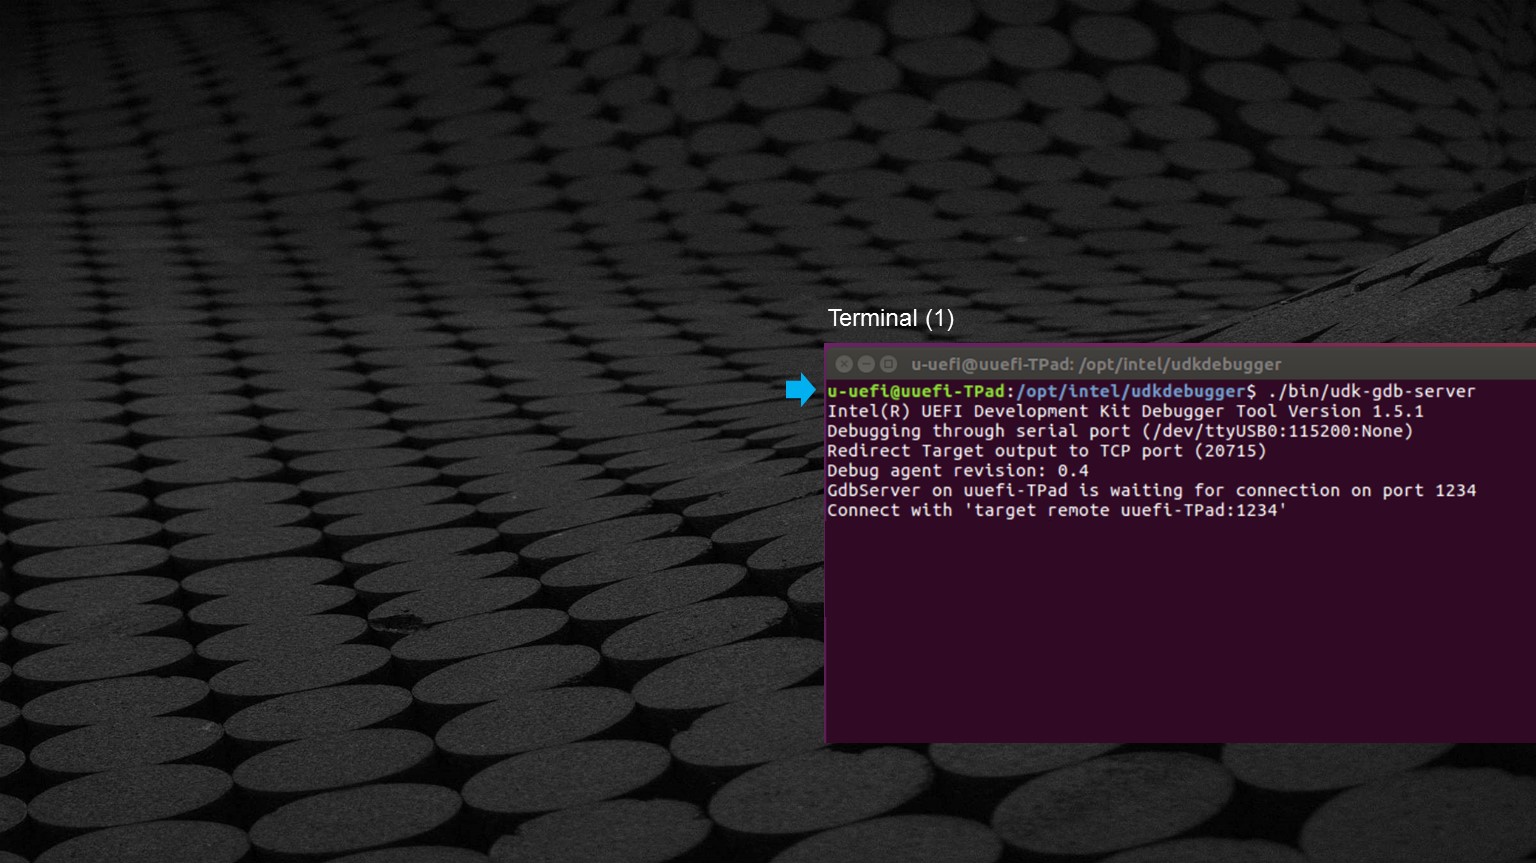 Terminal (1)
u-uefi@uuefi-TPad: /opt/intel/udkdebugger
u-uefi@uuefi-TPad:/opt/intel/udkdebugger$ ./bin/udk-gdb-server
Intel(R) UEFI Development Kit Debugger Tool Version 1.5.1
Debugging through serial port (/dev/ttyUSB0:115200:None)
Redirect Target output to TCP port (20715)
Debug agent revision: 0.4
GdbServer on uuefi-TPad is waiting for connection on port 1234
Connect with 'target remote uuefi-TPad:1234'